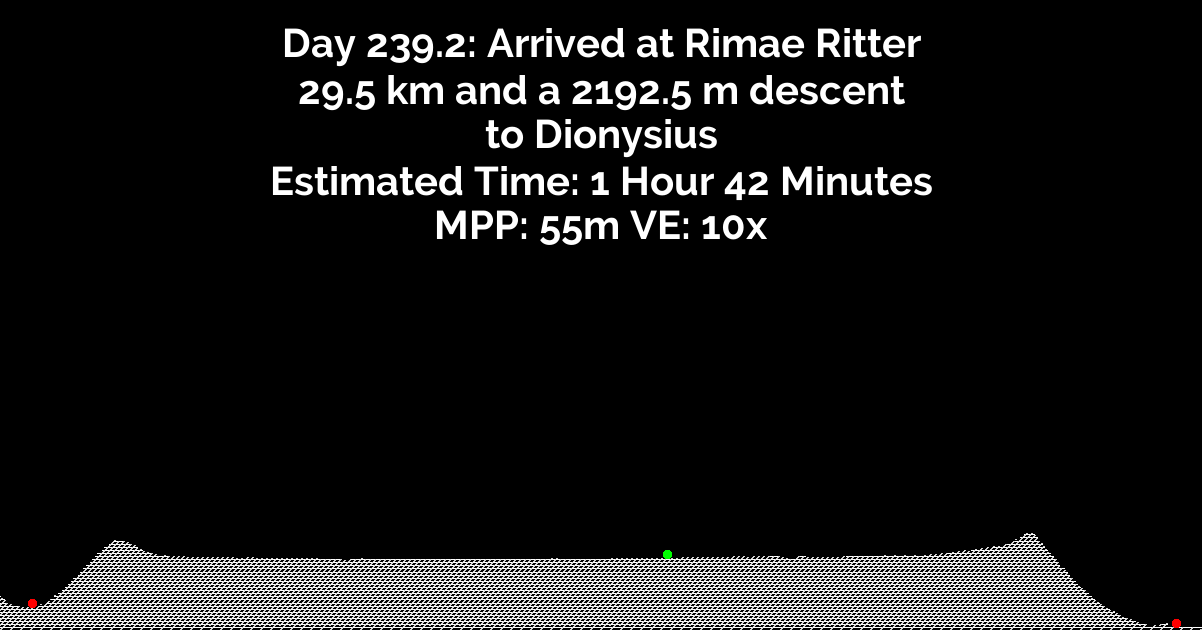 Day 239.2: Arrived at Rimae Ritter
29.5 km and a 2192.5 m descent
to Dionysius
Estimated Time: 1 Hour 42 Minutes
MPP: 55m VE: 10x